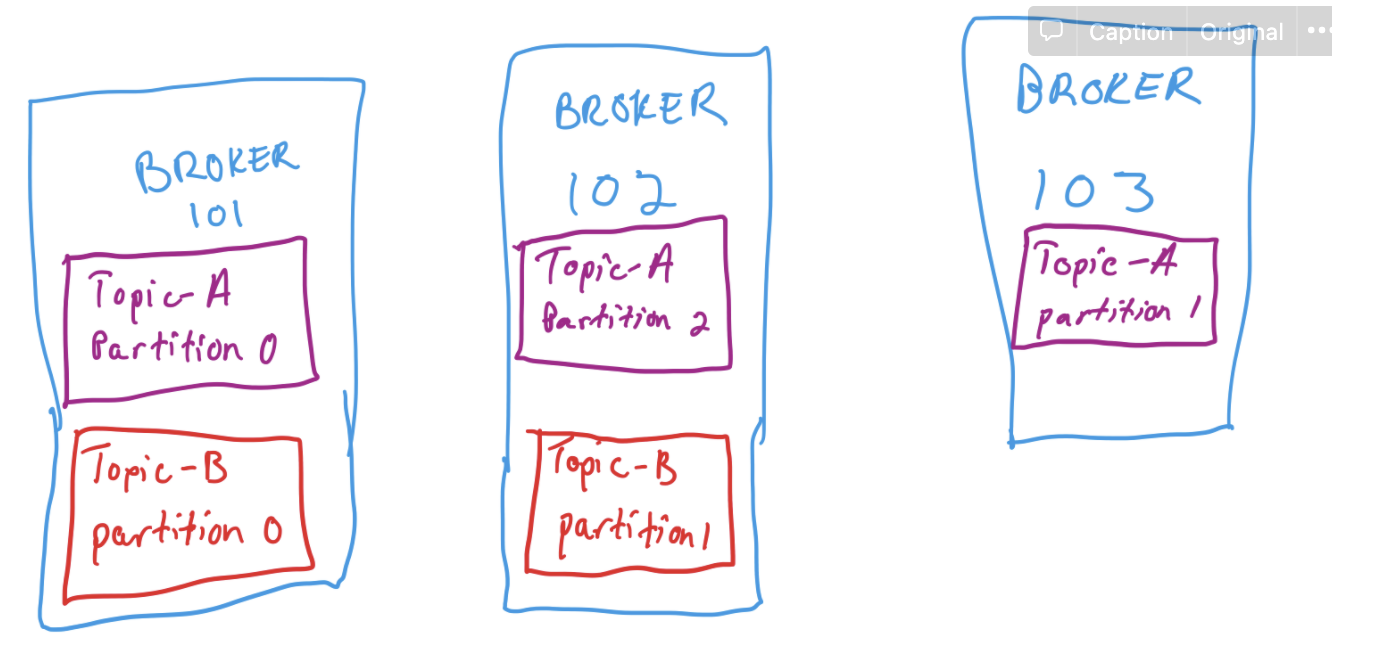 Caption Original
BROKER
101
Topic-A
Partition 0
Topic-B
partition 0
BROKER
102
Topic-A
Partition 2
Topic-B
partition 1
BROKER
103
Topic-A
partition 1